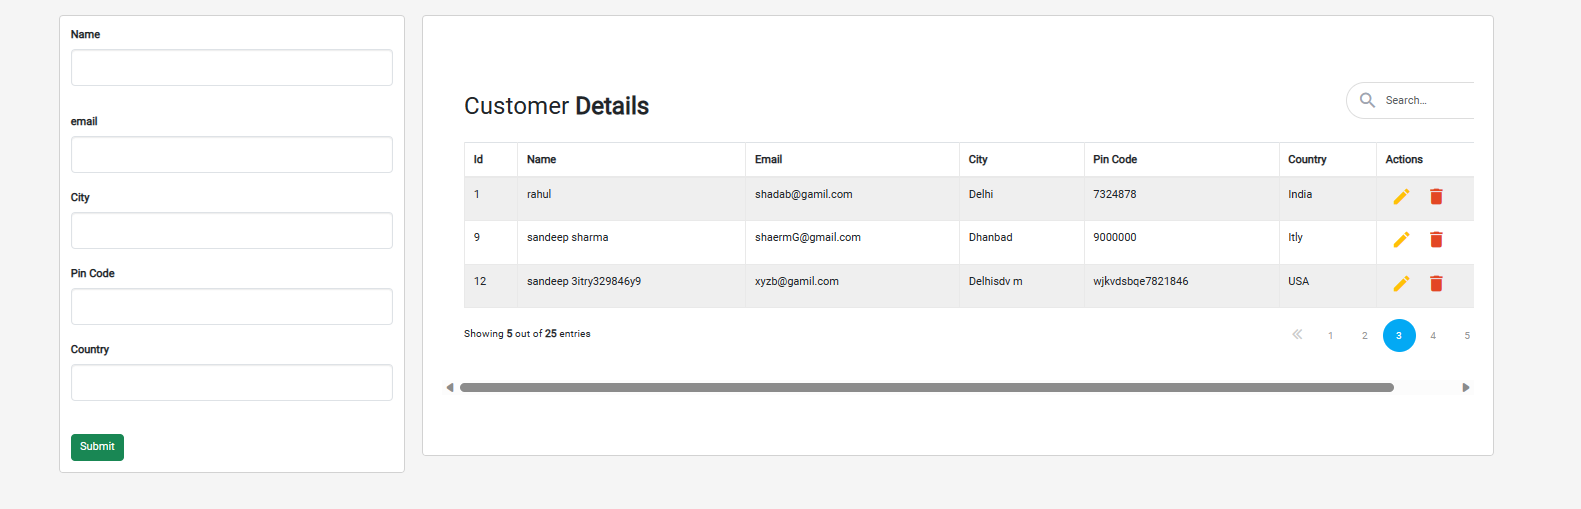 Name
email
City
Pin Code
Country
Submit
Customer Details
Search...
Id Name Email City Pin Code Country Actions
1 rahul shadab@gamil.com Delhi 7324878 India
9 sandeep sharma shaermG@gmail.com Dhanbad 9000000 Itly
12 sandeep 3itry329846y9 xyzb@gamil.com Delhisdv m wjkvdsbqe7821846 USA
Showing 5 out of 25 entries
1 2 3 4 5